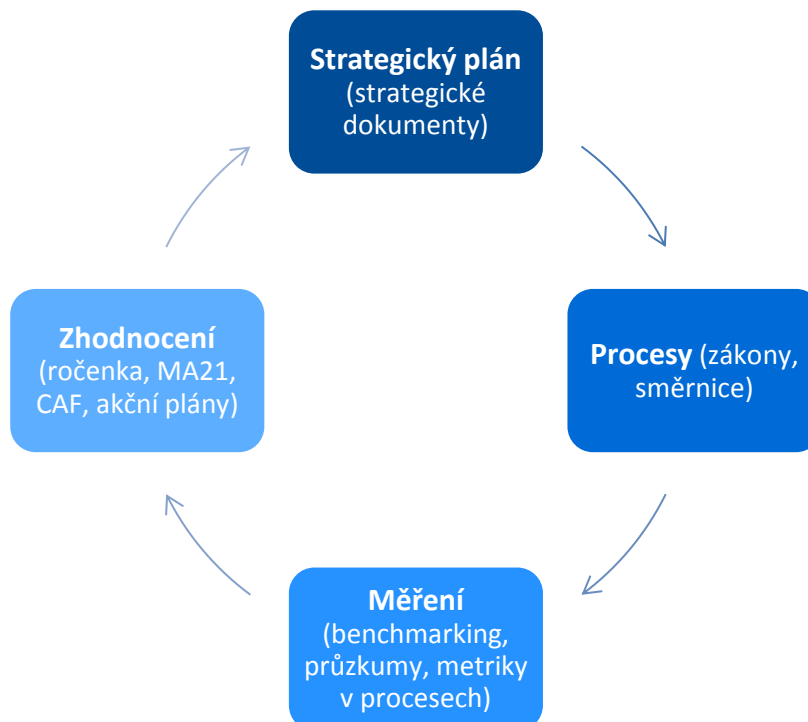 Strategický plán
(strategické
dokumenty)
Procesy (zákony,
směrnice)
Měření
(benchmarking,
průzkumy, metriky
v procesech)
Zhodnocení
(ročenka, MA21,
CAF, akční plány)